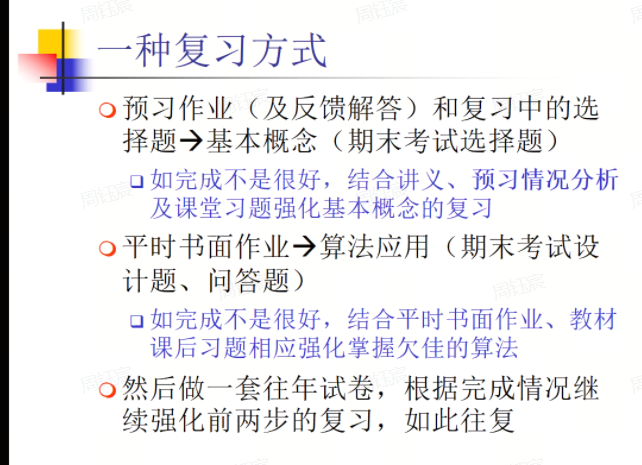 一种复习方式
预习作业（及反馈解答）和复习中的选
择题→基本概念（期末考试选择题）
如完成不是很好，结合讲义、预习情况分析
及课堂习题强化基本概念的复习
平时书面作业→算法应用（期末考试设
计题、问答题）
如完成不是很好，结合平时书面作业、教材
课后习题相应强化掌握欠佳的算法
然后做一套往年试卷，根据完成情况继
续强化前两步的复习，如此往复